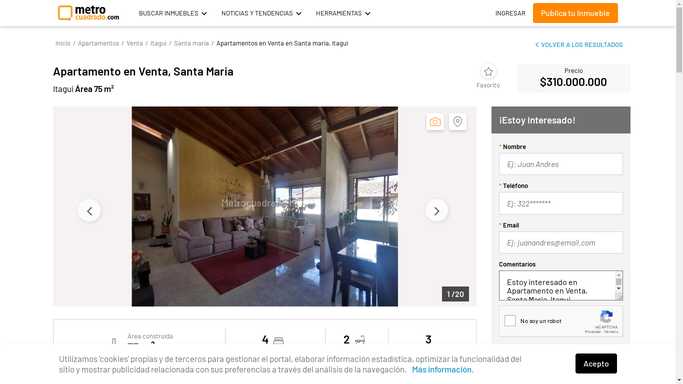 metro
cuadrado.com
BUSCAR INMUEBLES
NOTICIAS Y TENDENCIAS
HERRAMIENTAS
INGRESAR
Publica tu Inmueble
Inicio / Apartamentos / Venta / Itagui / Santa maria / Apartamentos en Venta en Santa maria, Itagui
VOLVER A LOS RESULTADOS
Apartamento en Venta, Santa Maria
Itagui Área 75 m²
Favorito
Precio
$310.000.000
Metrocuadrado
1 / 20
¡Estoy Interesado!
* Nombre
Ej: Juan Andres
* Teléfono
Ej: 322*******
* Email
Ej: juanandres@email.com
Comentarios
Estoy interesado en
Apartamento en Venta,
Santa Maria, Itagui
No soy un robot
reCAPTCHA
Privacidad - Términos
Área construida
4
2
3
Utilizamos 'cookies' propias y de terceros para gestionar el portal, elaborar información estadística, optimizar la funcionalidad del
sitio y mostrar publicidad relacionada con sus preferencias a través del análisis de la navegación. Más información.
Acepto